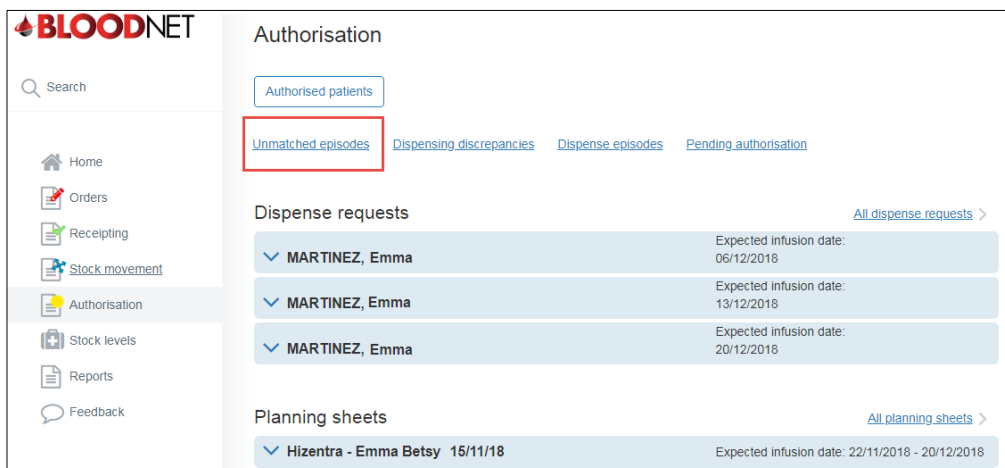 BLOODNET
Search
Home
Orders
Receipting
Stock movement
Authorisation
Stock levels
Reports
Feedback
Authorisation
Authorised patients
Unmatched episodes Dispensing discrepancies Dispense episodes Pending authorisation
Dispense requests All dispense requests
MARTINEZ, Emma Expected infusion date:
06/12/2018
MARTINEZ, Emma Expected infusion date:
13/12/2018
MARTINEZ, Emma Expected infusion date:
20/12/2018
Planning sheets All planning sheets
Hizentra - Emma Betsy 15/11/18 Expected infusion date: 22/11/2018 - 20/12/2018